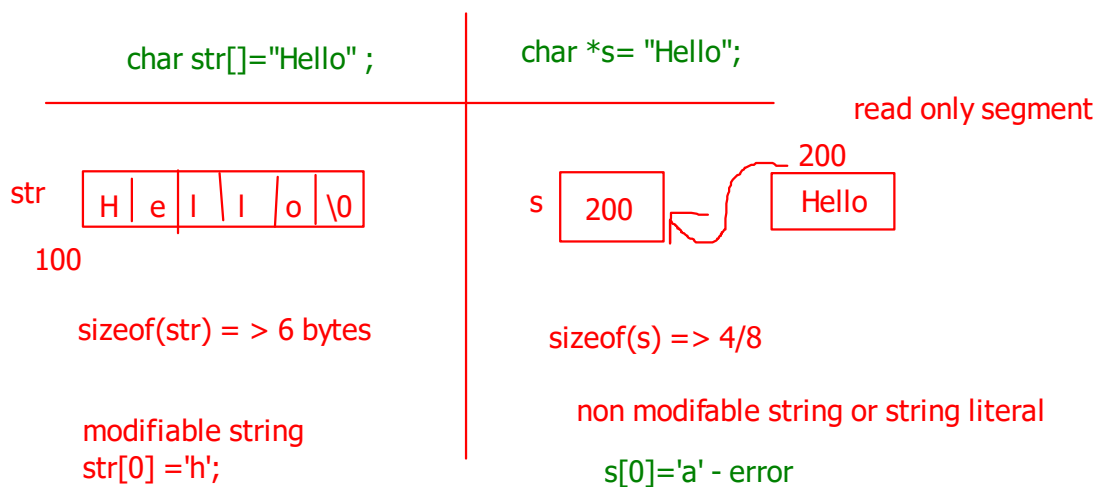 char str[]="Hello" ;
str
H e l l o \0
100
sizeof(str) = > 6 bytes
modifiable string
str[0] ='h';
char *s= "Hello";
read only segment
200
s 200 Hello
sizeof(s) => 4/8
non modifable string or string literal
s[0]='a' - error